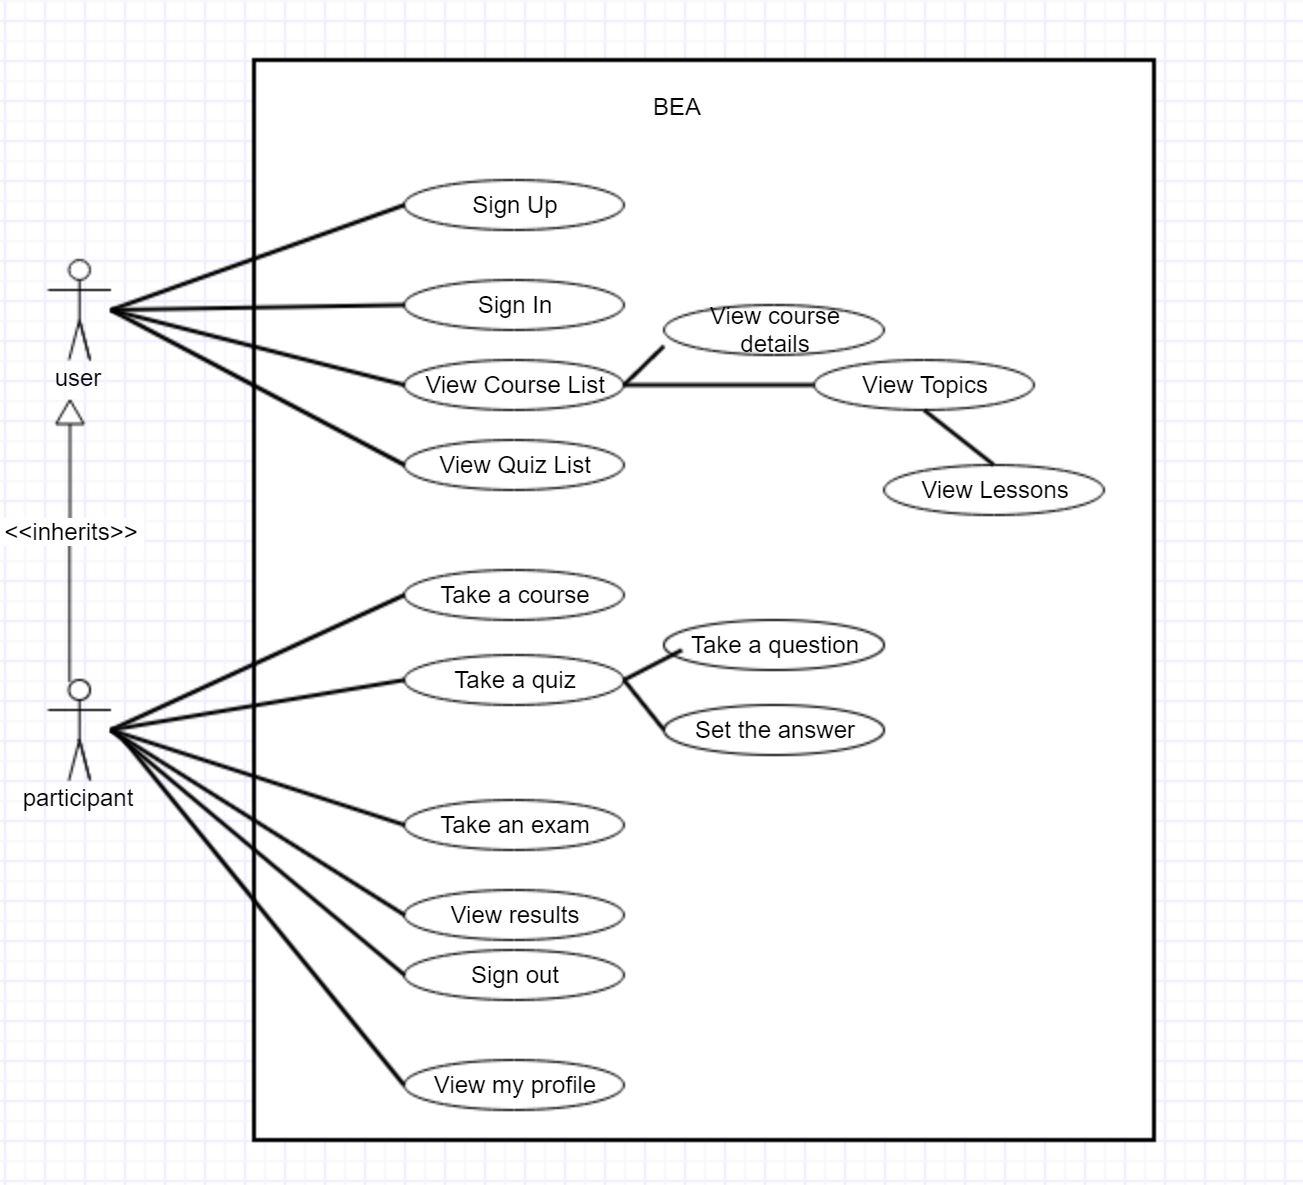 BEA
Sign Up
Sign In
View course
details
user
View Course List
View Topics
View Quiz List
View Lessons
<<inherits>>
Take a course
Take a question
Take a quiz
Set the answer
participant
Take an exam
View results
Sign out
View my profile